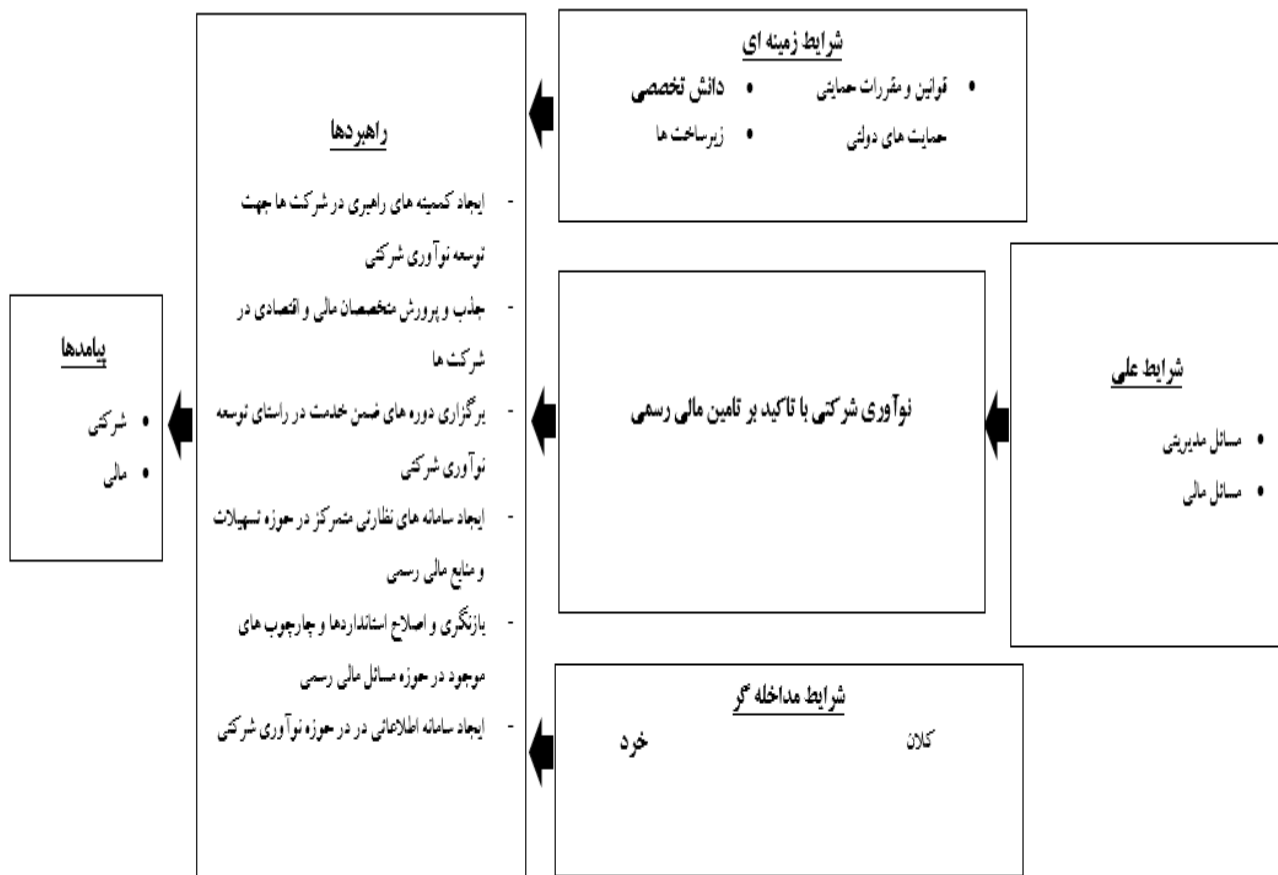 شرایط زمینه ای
• قوانین و مقررات حمایتی • دانش تخصصی
حمایت های دولتی • زیرساخت ها
شرایط علی
• مسائل مدیریتی
• مسائل مالی
نوآوری شرکتی با تاکید بر تامین مالی رسمی
شرایط مداخله گر
کلان خرد
راهبردها
- ایجاد کمیته های راهبری در شرکت ها جهت
توسعه نوآوری شرکتی
- جذب و پرورش متخصصان مالی و اقتصادی در
شرکت ها
- برگزاری دوره های ضمن خدمت در راستای توسعه
نوآوری شرکتی
- ایجاد سامانه های نظارتی متمرکز در حوزه تسهیلات
و منابع مالی رسمی
- بازنگری و اصلاح استانداردها و چارچوب های
موجود در حوزه مسائل مالی رسمی
- ایجاد سامانه اطلاعاتی در در حوزه نوآوری شرکتی
پیامدها
• شرکتی
• مالی